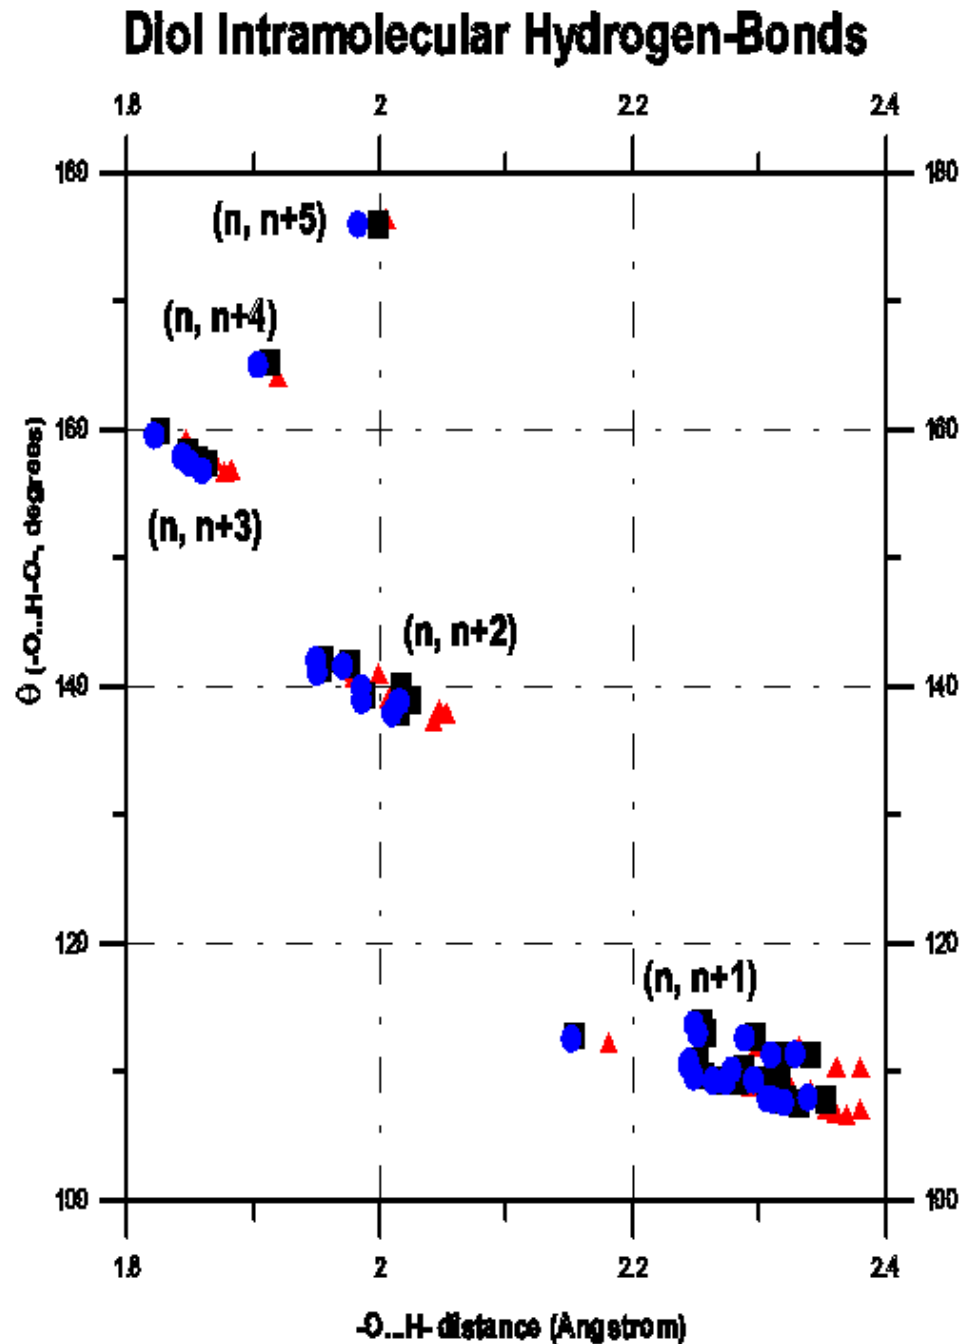 Diol Intramolecular Hydrogen-Bonds
1.8 2 2.2 2.4
180 180
(n, n+5)
(n, n+4)
160 160
(n, n+3)
Θ (-O...H-O-, degrees)
(n, n+2)
140 140
120 120
(n, n+1)
100 100
1.8 2 2.2 2.4
-O...H- distance (Angstrom)